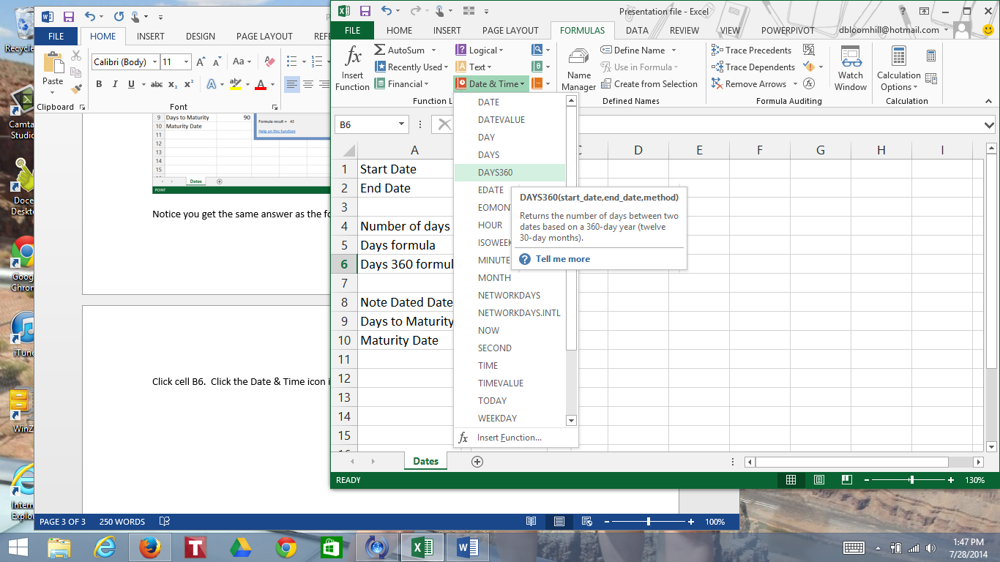 Recycle
Camta
Studio
Doce
Deskto
Goog
Chron
iTune
WinZ
Intern
Explo
FILE HOME INSERT DESIGN PAGE LAYOUT REFE
Calibri (Body) 11
Paste
Clipboard Font
9 Days to Maturity 90
10 Maturity Date
11
12
13
14
15
16
Formula result = 43
Help on this function
Dates
POINT
Notice you get the same answer as the fo
Click cell B6. Click the Date & Time icon i
PAGE 3 OF 3 250 WORDS 100%
Presentation file - Excel
FILE HOME INSERT PAGE LAYOUT FORMULAS DATA REVIEW VIEW POWERPIVOT dbloomhill@hotmail.com
Insert
Function
AutoSum
Recently Used
Financial
Logical
Text
Date & Time
Function L
Name
Manager
Define Name
Use in Formula
Create from Selection
Defined Names
Trace Precedents
Trace Dependents
Remove Arrows
Formula Auditing
Watch
Window
Calculation
Options
Calculation
B6
A C D E F G H I
1 Start Date
2 End Date
3
4 Number of days
5 Days formula
6 Days 360 formul
7
8 Note Dated Date
9 Days to Maturity
10 Maturity Date
11
12
13
14
15
16
DATE
DATEVALUE
DAY
DAYS
DAYS360
EDATE
EOMON
HOUR
ISOWEEK
MINUTE
MONTH
NETWORKDAYS
NETWORKDAYS.INTL
NOW
SECOND
TIME
TIMEVALUE
TODAY
WEEKDAY
Insert Function...
DAYS360(start_date,end_date,method)
Returns the number of days between two
dates based on a 360-day year (twelve
30-day months).
Tell me more
Dates
READY 130%
1:47 PM
7/28/2014